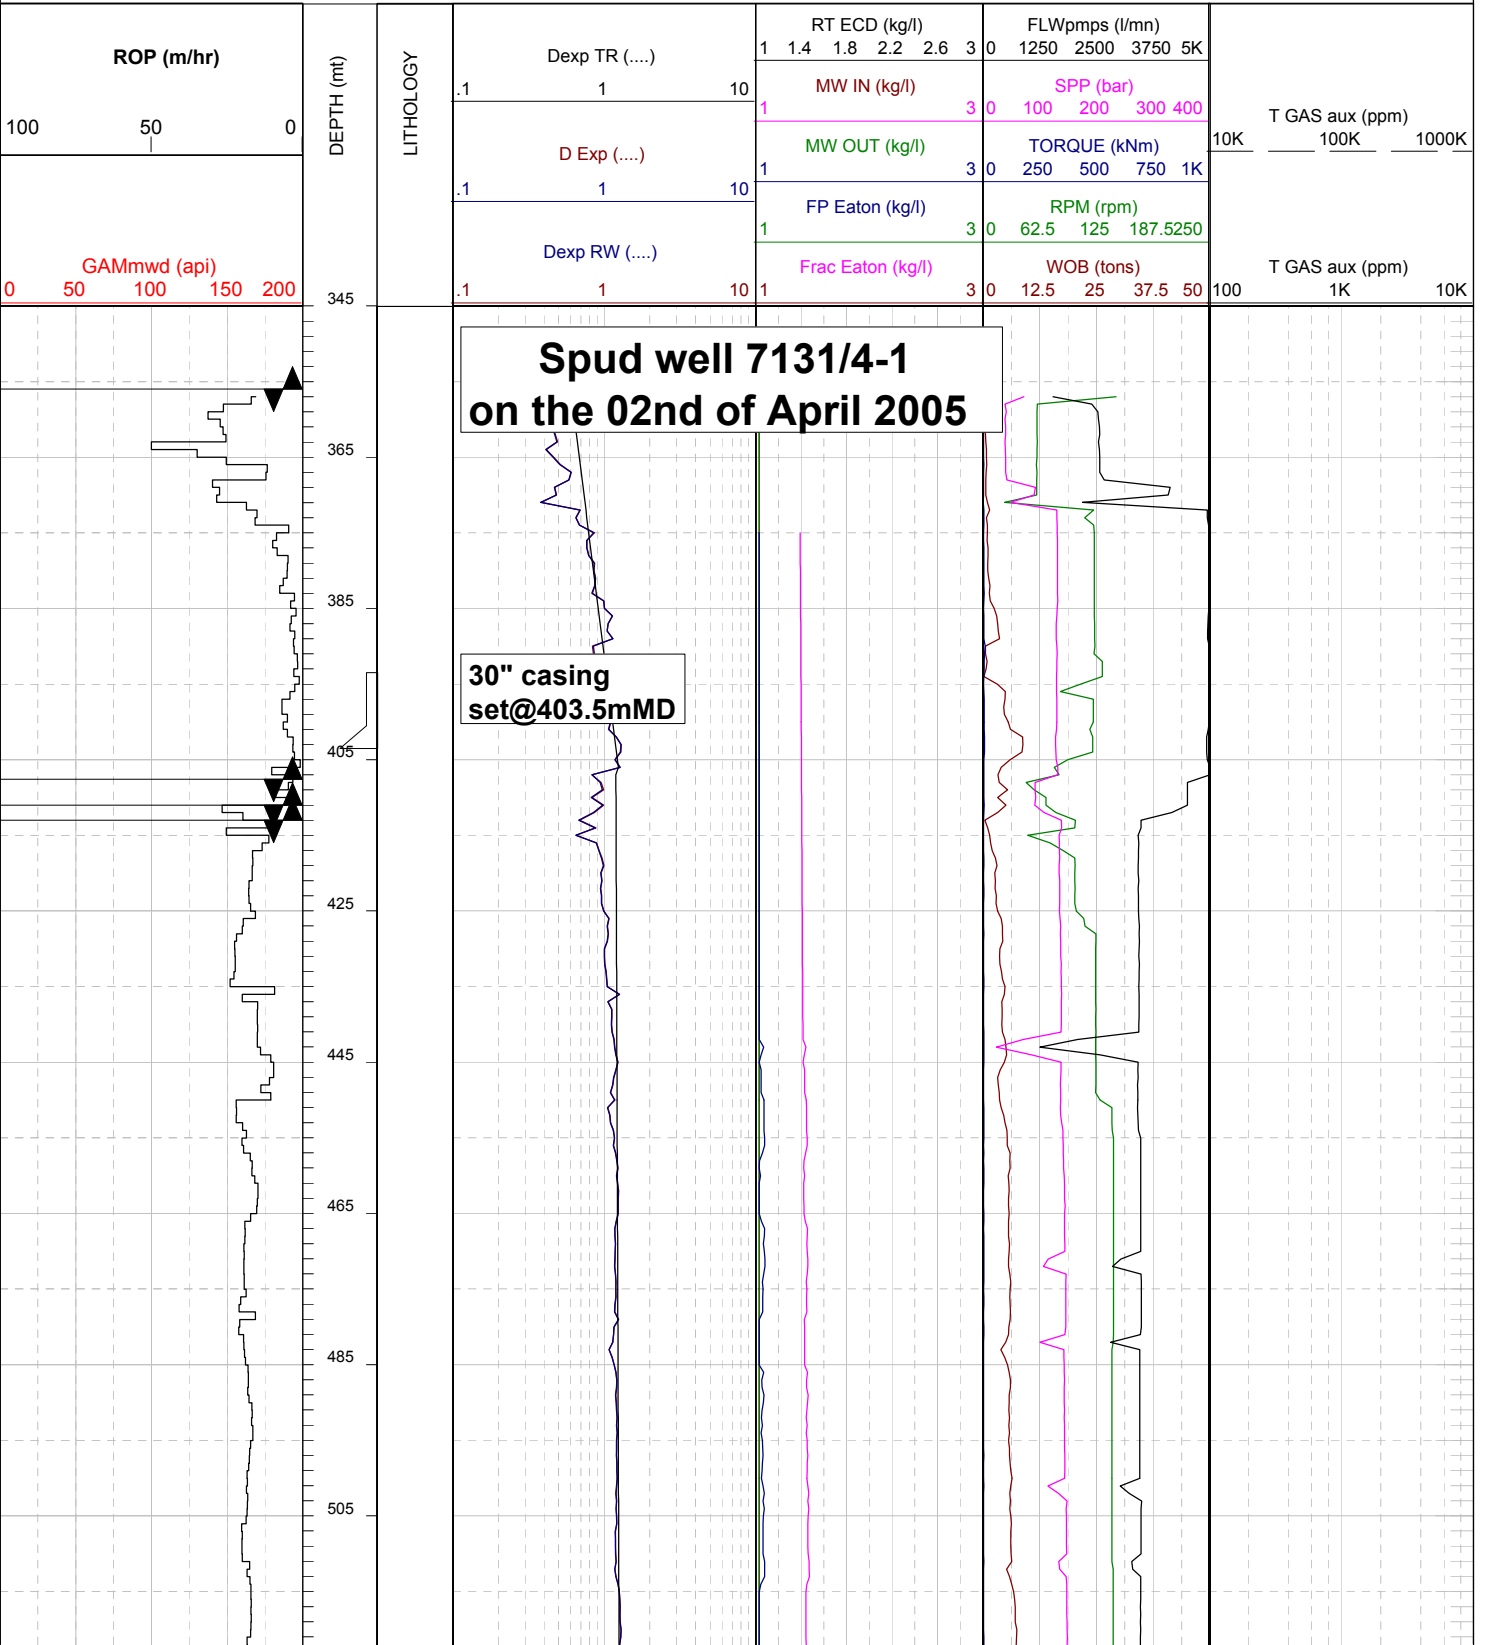 ROP (m/hr)
100 50 0
GAMmwd (api)
0 50 100 150 200
DEPTH (mt)
LITHOLOGY
Dexp TR (....)
.1 1 10
D Exp (....)
.1 1 10
Dexp RW (....)
.1 1 10
RT ECD (kg/l)
1 1.4 1.8 2.2 2.6 3
MW IN (kg/l)
1 3
MW OUT (kg/l)
1 3
FP Eaton (kg/l)
1 3
Frac Eaton (kg/l)
1 3
FLWpmps (l/mn)
0 1250 2500 3750 5K
SPP (bar)
0 100 200 300 400
TORQUE (kNm)
0 250 500 750 1K
RPM (rpm)
0 62.5 125 187.5250
WOB (tons)
0 12.5 25 37.5 50
T GAS aux (ppm)
10K 100K 1000K
T GAS aux (ppm)
100 1K 10K
345
Spud well 7131/4-1
on the 02nd of April 2005
365
385
30" casing
set@403.5mMD
405
425
445
465
485
505